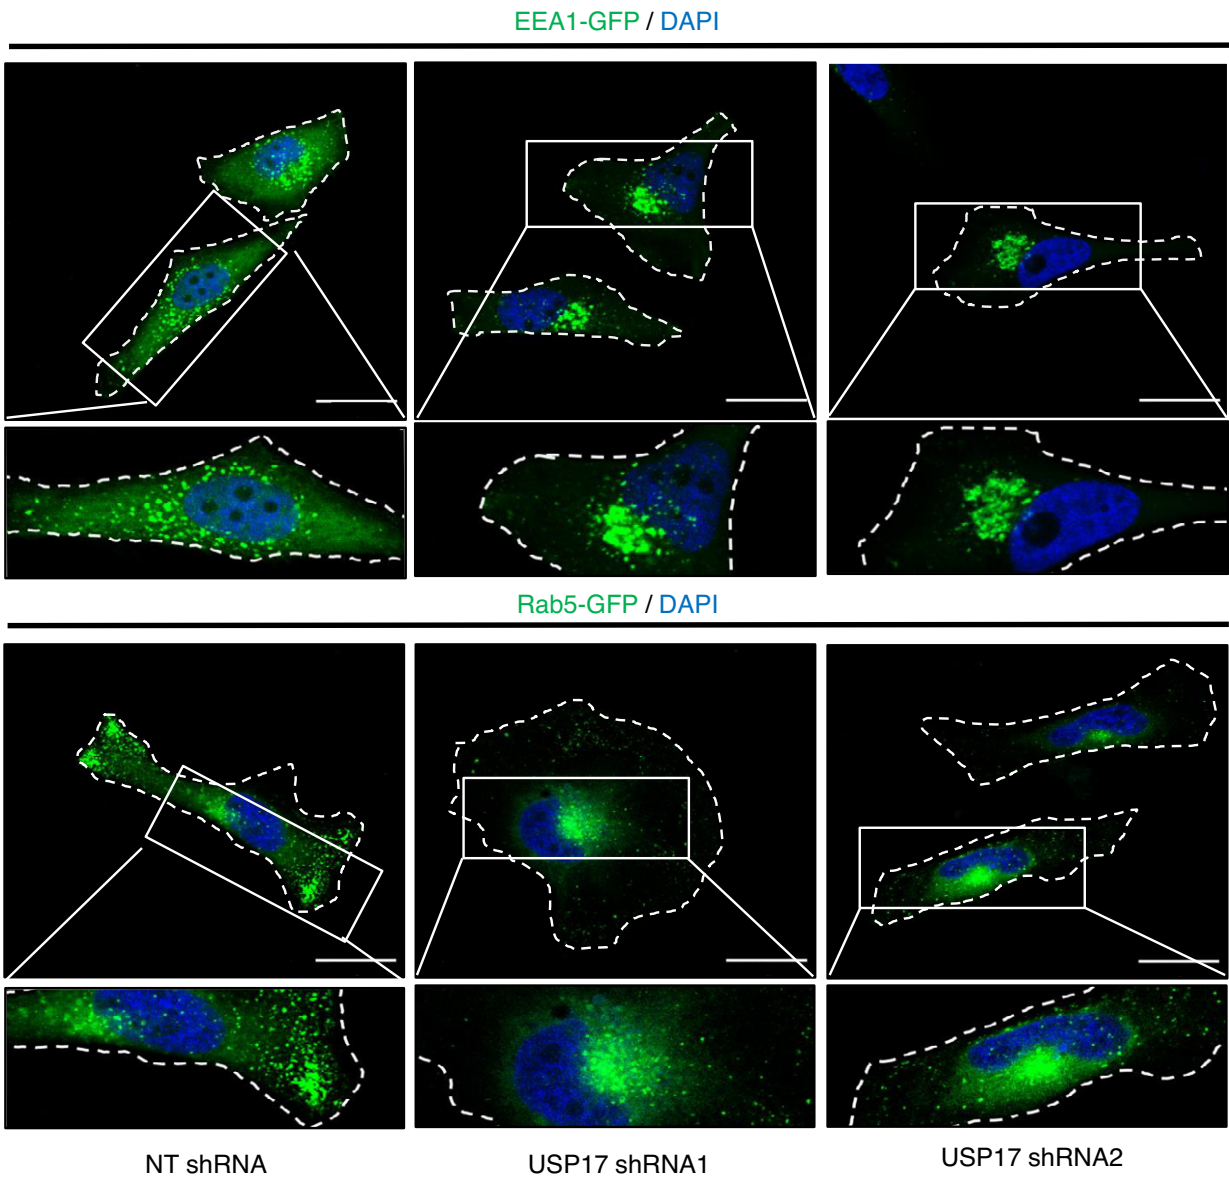 EEA1-GFP / DAPI
Rab5-GFP / DAPI
NT shRNA
USP17 shRNA1
USP17 shRNA2